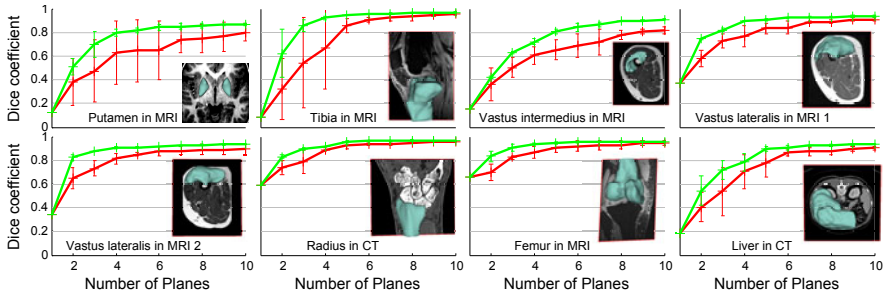 Dice coefficient
1
0.8
0.6
0.4
0.2
0
Putamen in MRI
Tibia in MRI
Vastus intermedius in MRI
Vastus lateralis in MRI 1
Dice coefficient
1
0.8
0.6
0.4
0.2
0
Vastus lateralis in MRI 2
Radius in CT
Femur in MRI
Liver in CT
2 4 6 8 10
2 4 6 8 10
2 4 6 8 10
2 4 6 8 10
Number of Planes
Number of Planes
Number of Planes
Number of Planes